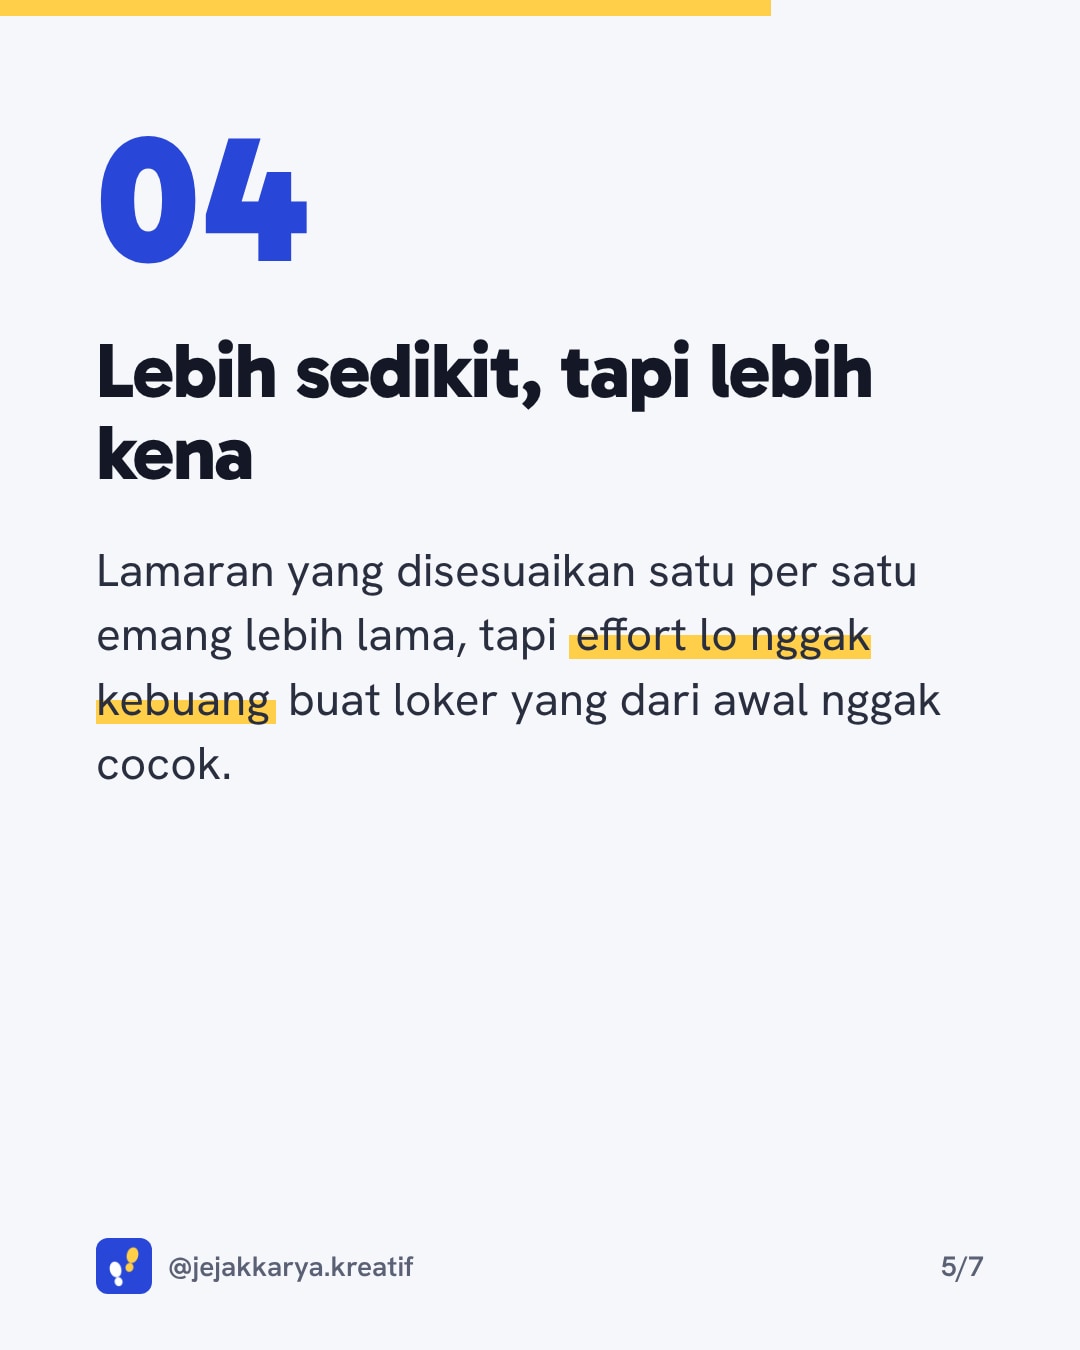 04
Lebih sedikit, tapi lebih
kena
Lamaran yang disesuaikan satu per satu
emang lebih lama, tapi effort lo nggak
kebuang buat loker yang dari awal nggak
cocok.
@jejakkarya.kreatif
5/7